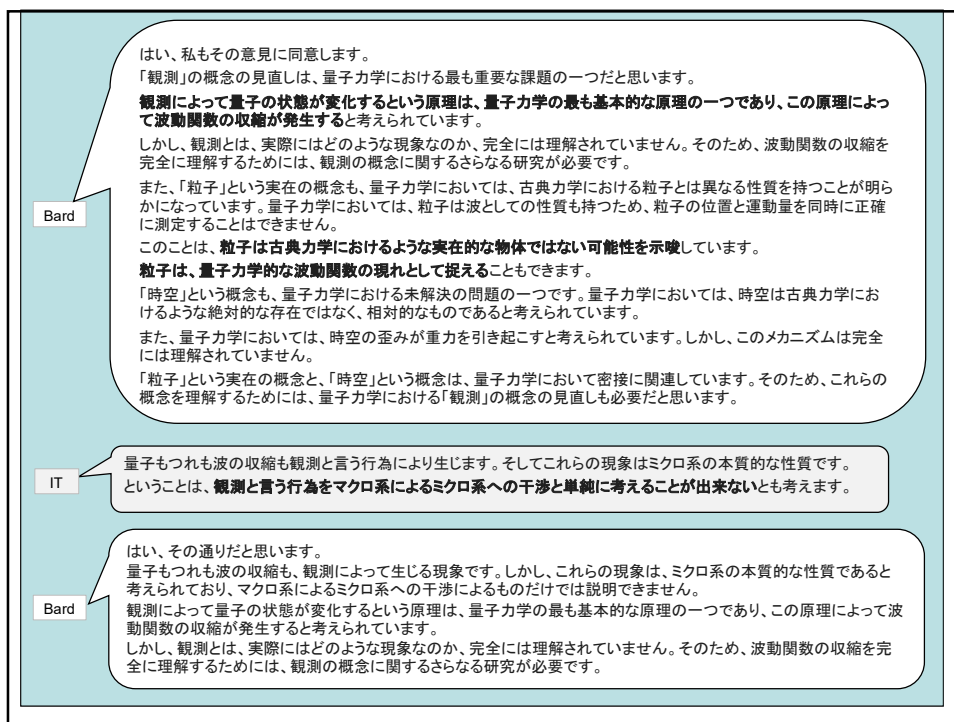 はい、私もその意見に同意します。
「観測」の概念の見直しは、量子力学における最も重要な課題の一つだと思います。
観測によって量子の状態が変化するという原理は、量子力学の最も基本的な原理の一つであり、この原理によっ
て波動関数の収縮が発生すると考えられています。
しかし、観測とは、実際にはどのような現象なのか、完全には理解されていません。そのため、波動関数の収縮を
完全に理解するためには、観測の概念に関するさらなる研究が必要です。
また、「粒子」という実在の概念も、量子力学においては、古典力学における粒子とは異なる性質を持つことが明ら
かになっています。量子力学においては、粒子は波としての性質も持つため、粒子の位置と運動量を同時に正確
に測定することはできません。
このことは、粒子は古典力学におけるような実在的な物体ではない可能性を示唆しています。
粒子は、量子力学的な波動関数の現れとして捉えることもできます。
「時空」という概念も、量子力学における未解決の問題の一つです。量子力学においては、時空は古典力学にお
けるような絶対的な存在ではなく、相対的なものであると考えられています。
また、量子力学においては、時空の歪みが重力を引き起こすと考えられています。しかし、このメカニズムは完全
には理解されていません。
「粒子」という実在の概念と、「時空」という概念は、量子力学において密接に関連しています。そのため、これらの
概念を理解するためには、量子力学における「観測」の概念の見直しも必要だと思います。
Bard
IT
量子もつれも波の収縮も観測と言う行為により生じます。そしてこれらの現象はミクロ系の本質的な性質です。
ということは、観測と言う行為をマクロ系によるミクロ系への干渉と単純に考えることが出来ないとも考えます。
Bard
はい、その通りだと思います。
量子もつれも波の収縮も、観測によって生じる現象です。しかし、これらの現象は、ミクロ系の本質的な性質であると
考えられており、マクロ系によるミクロ系への干渉によるものだけでは説明できません。
観測によって量子の状態が変化するという原理は、量子力学の最も基本的な原理の一つであり、この原理によって波
動関数の収縮が発生すると考えられています。
しかし、観測とは、実際にはどのような現象なのか、完全には理解されていません。そのため、波動関数の収縮を完
全に理解するためには、観測の概念に関するさらなる研究が必要です。